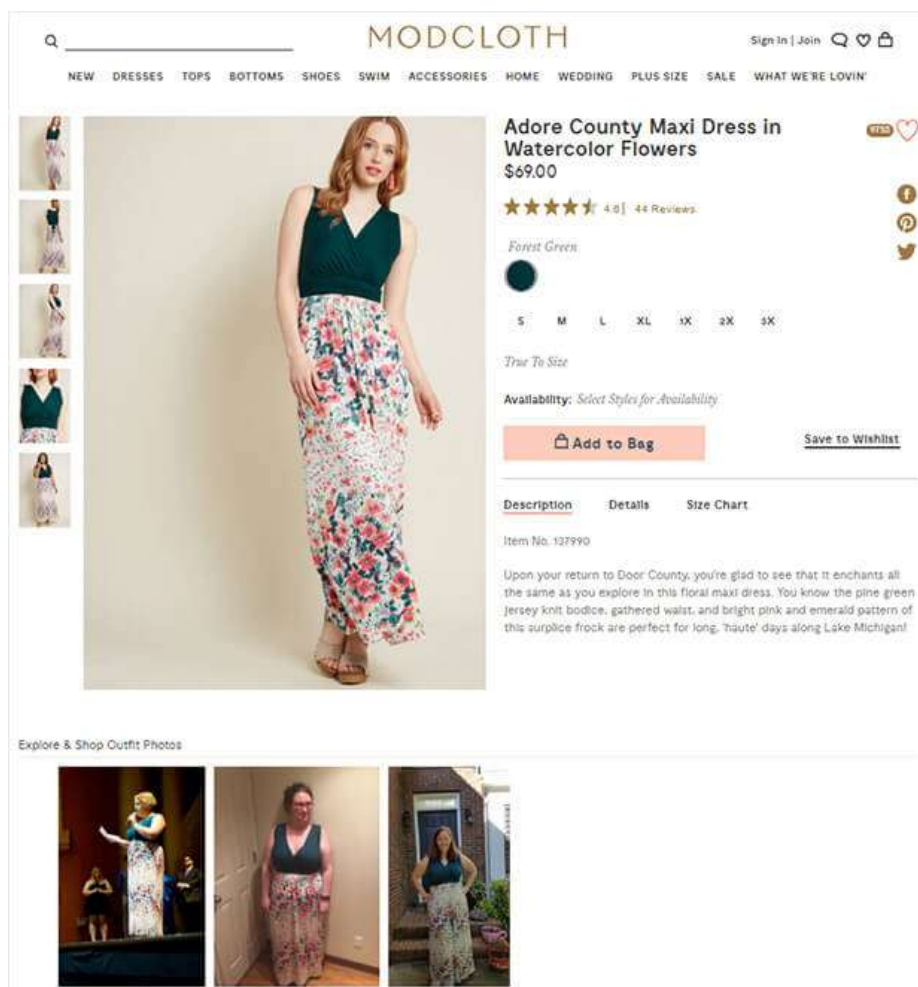 MODCLOTH
Sign In | Join
NEW DRESSES TOPS BOTTOMS SHOES SWIM ACCESSORIES HOME WEDDING PLUS SIZE SALE WHAT WE'RE LOVIN'
Adore County Maxi Dress in
Watercolor Flowers
$69.00
44 Reviews
Forest Green
S M L XL 1X 2X 3X
True To Size
Availability: Select Styles for Availability
Add to Bag
Save to Wishlist
Description Details Size Chart
Item No. 137990
Upon your return to Door County, you're glad to see that it enchants all
the same as you explore in this floral maxi dress. You know the pine green
jersey knit bodice, gathered waist, and bright pink and emerald pattern of
this surplice frock are perfect for long, 'haute' days along Lake Michigan!
Explore & Shop Outfit Photos